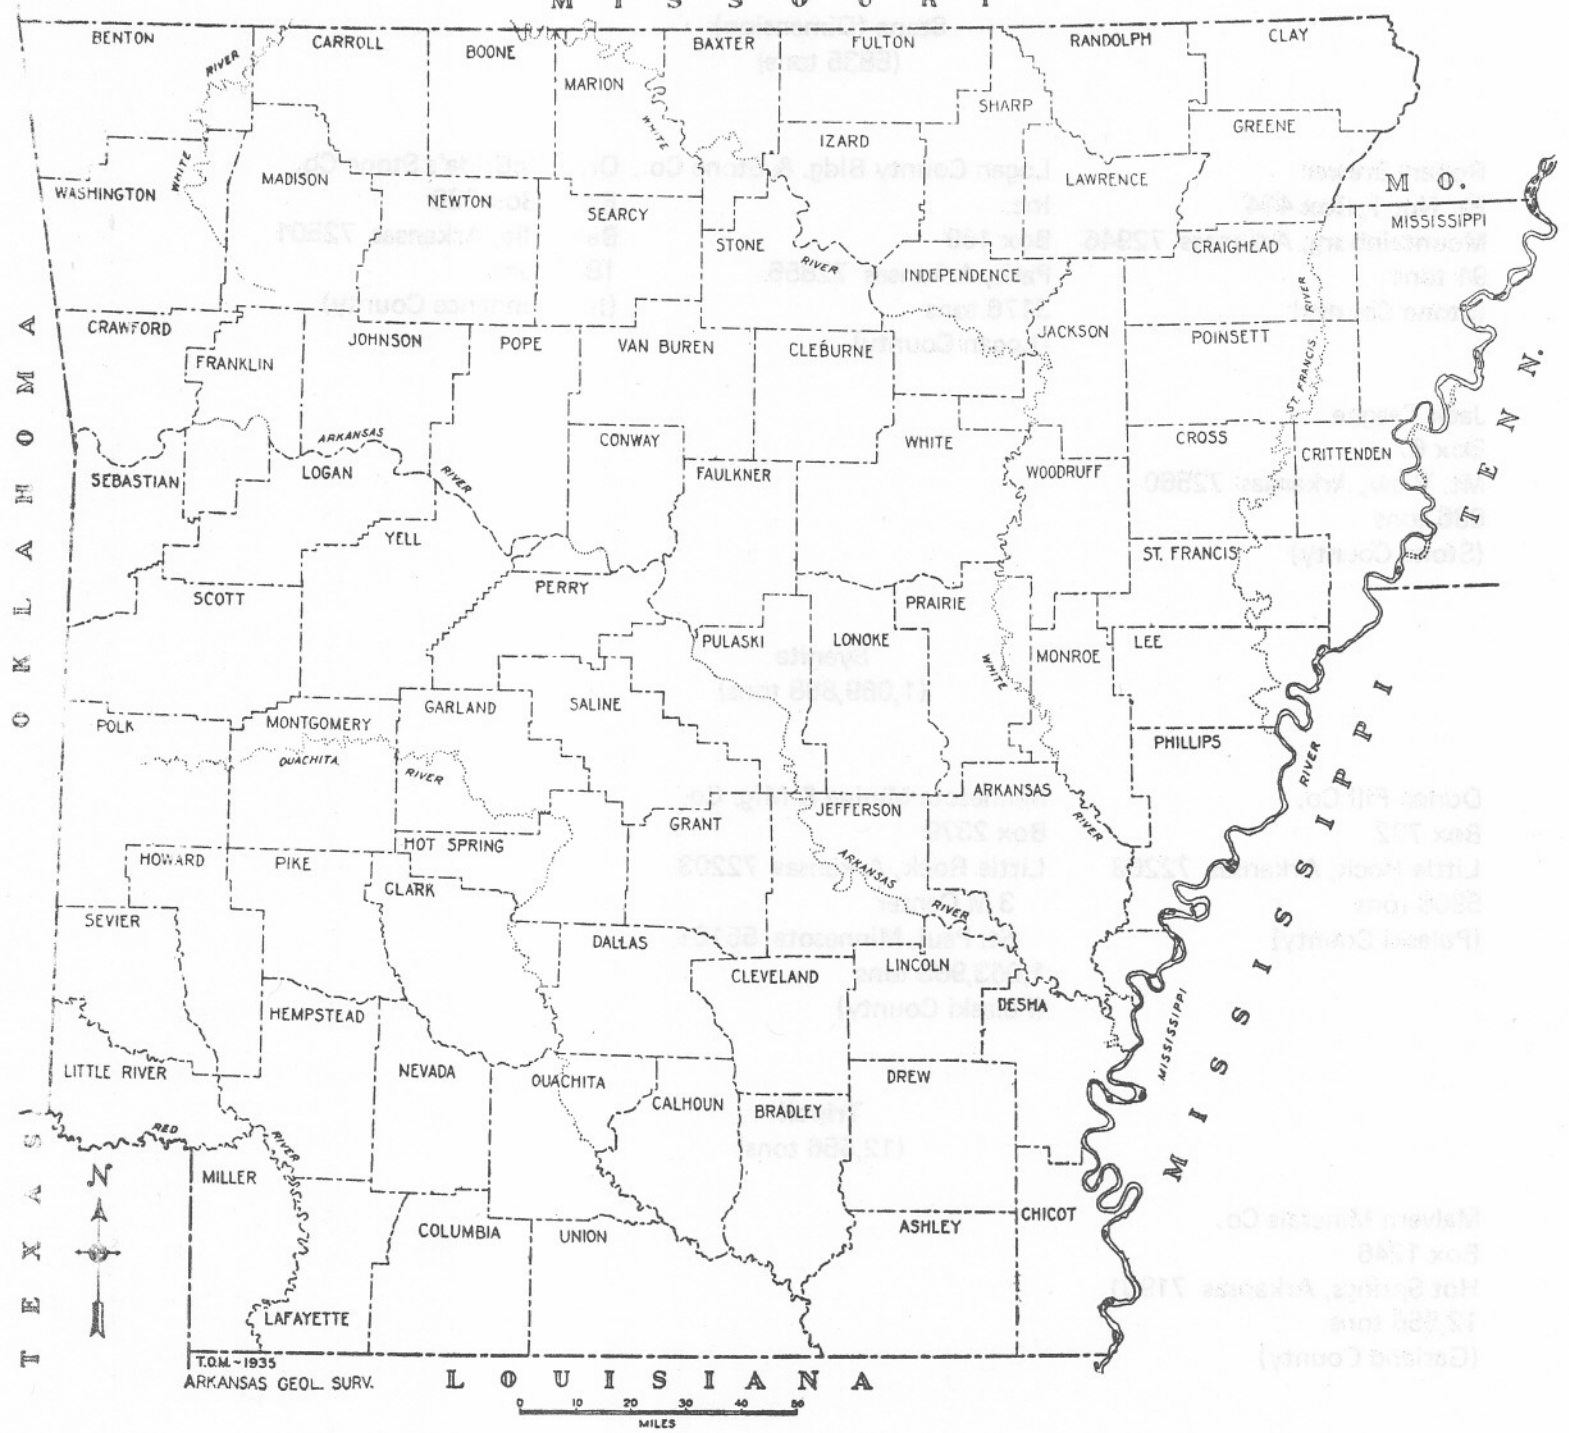 MISSOURI
BENTON CARROLL BOONE BAXTER FULTON RANDOLPH CLAY
RIVER MARION
SHARP
WHITE IZARD GREENE
WHITE WASHINGTON MADISON NEWTON LAWRENCE M O.
SEARCY MISSISSIPPI
STONE CRAIGHEAD
RIVER INDEPENDENCE
CRAWFORD JOHNSON POPE VAN BUREN CLEBURNE JACKSON POINSETT ST. FRANCIS RIVER
FRANKLIN
ARKANSAS CONWAY WHITE CROSS
SEBASTIAN LOGAN RIVER FAULKNER WOODRUFF CRITTENDEN
YELL ST. FRANCIS
SCOTT PERRY PRAIRIE
PULASKI LONOKE MONROE LEE
WHITE
POLK MONTGOMERY GARLAND SALINE
OUACHITA RIVER PHILLIPS
ARKANSAS
JEFFERSON RIVER
GRANT
HOWARD PIKE HOT SPRING
CLARK ARKANSAS RIVER
SEVIER DALLAS
CLEVELAND LINCOLN
HEMPSTEAD DESHA
LITTLE RIVER NEVADA OUACHITA DREW
CALHOUN BRADLEY
RED RIVER
MILLER
COLUMBIA UNION ASHLEY CHICOT
LAFAYETTE
OKLAHOMA
TEXAS
TENN.
MISSISSIPPI
RIVER
MISSISSIPPI
N
T.O.M.~1935
ARKANSAS GEOL. SURV.
LOUISIANA
0 10 20 30 40 50
MILES